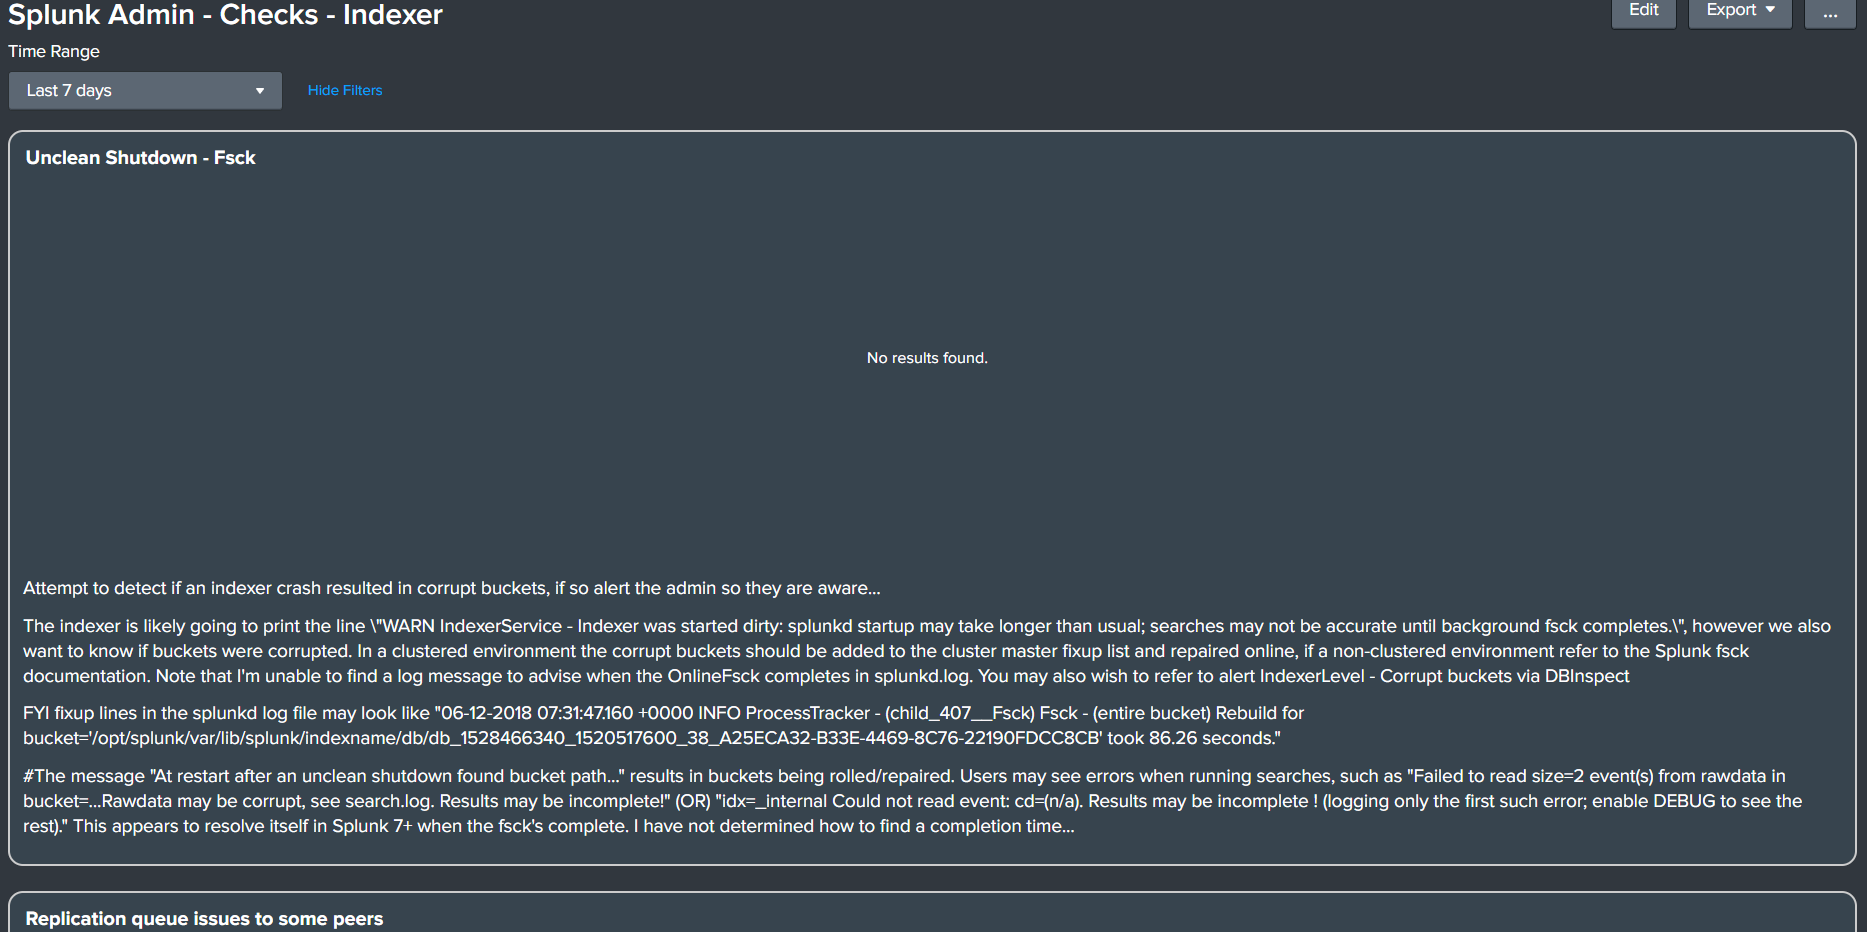 Splunk Admin - Checks - Indexer
Edit
Export
...
Time Range
Last 7 days
Hide Filters
Unclean Shutdown - Fsck
No results found.
Attempt to detect if an indexer crash resulted in corrupt buckets, if so alert the admin so they are aware...
The indexer is likely going to print the line \"WARN IndexerService - Indexer was started dirty: splunkd startup may take longer than usual; searches may not be accurate until background fsck completes.\", however we also
want to know if buckets were corrupted. In a clustered environment the corrupt buckets should be added to the cluster master fixup list and repaired online, if a non-clustered environment refer to the Splunk fsck
documentation. Note that I'm unable to find a log message to advise when the OnlineFsck completes in splunkd.log. You may also wish to refer to alert IndexerLevel - Corrupt buckets via DBInspect
FYI fixup lines in the splunkd log file may look like "06-12-2018 07:31:47.160 +0000 INFO ProcessTracker - (child_407__Fsck) Fsck - (entire bucket) Rebuild for
bucket='/opt/splunk/var/lib/splunk/indexname/db/db_1528466340_1520517600_38_A25ECA32-B33E-4469-8C76-22190FDCC8CB' took 86.26 seconds."
#The message "At restart after an unclean shutdown found bucket path..." results in buckets being rolled/repaired. Users may see errors when running searches, such as "Failed to read size=2 event(s) from rawdata in
bucket=...Rawdata may be corrupt, see search.log. Results may be incomplete!" (OR) "idx=_internal Could not read event: cd=(n/a). Results may be incomplete ! (logging only the first such error; enable DEBUG to see the
rest)." This appears to resolve itself in Splunk 7+ when the fsck's complete. I have not determined how to find a completion time...
Replication queue issues to some peers